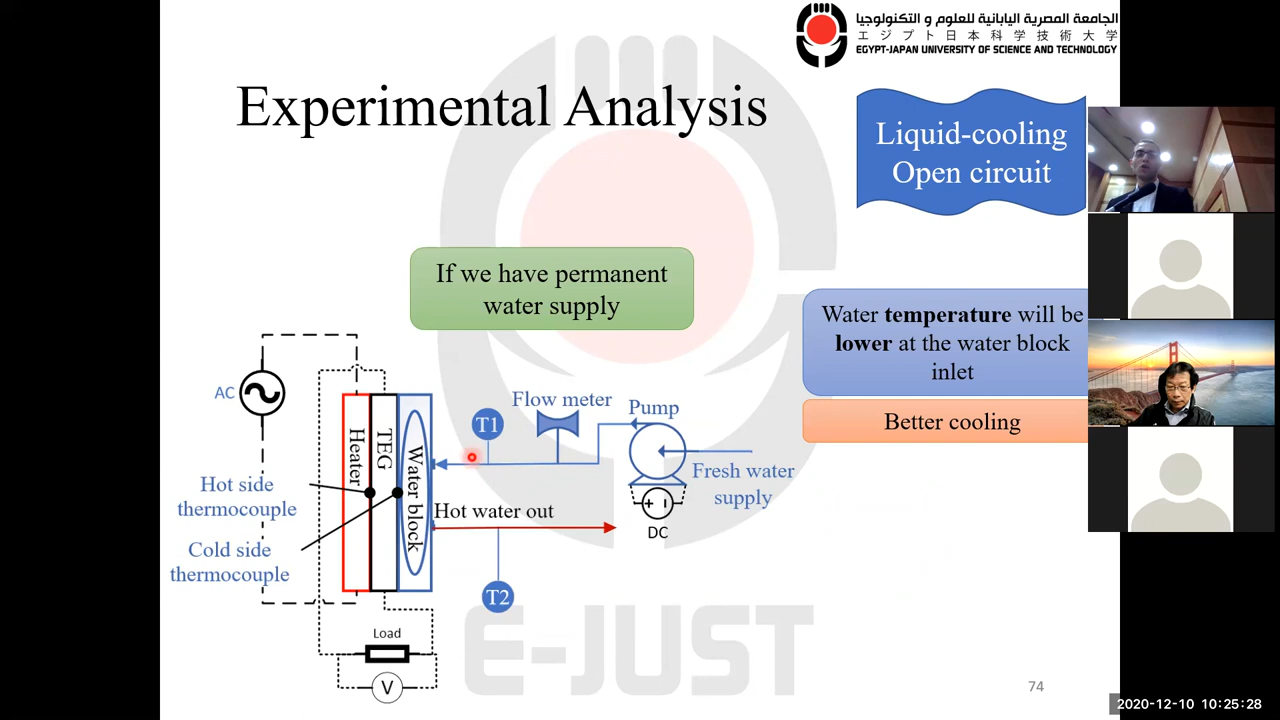 الجامعة المصرية اليابانية للعلوم و التكنولوجيا
エジプト日本科学技術大学
EGYPT-JAPAN UNIVERSITY OF SCIENCE AND TECHNOLOGY
Experimental Analysis
Liquid-cooling
Open circuit
If we have permanent
water supply
Water temperature will be
lower at the water block
inlet
Better cooling
AC
Heater
TEG
Water block
T1
Flow meter
Pump
Fresh water
supply
DC
Hot side
thermocouple
Cold side
thermocouple
Hot water out
T2
Load
V
E-JUST
74
2020-12-10 10:25:28